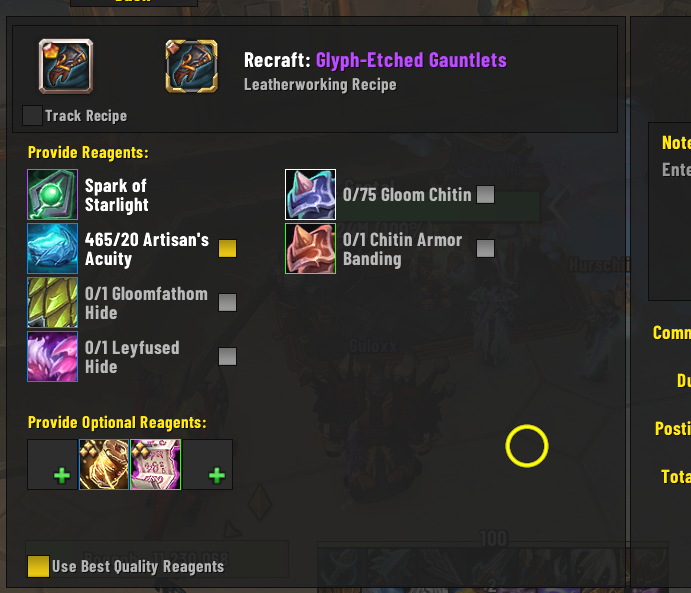 Recraft: Glyph-Etched Gauntlets
Leatherworking Recipe
Track Recipe
Provide Reagents:
Spark of
Starlight
465/20 Artisan's
Acuity
0/1 Gloomfathom
Hide
0/1 Leyfused
Hide
0/75 Gloom Chitin
0/1 Chitin Armor
Banding
Provide Optional Reagents:
Use Best Quality Reagents
Note
Ente
Comm
Du
Posti
Tota
100